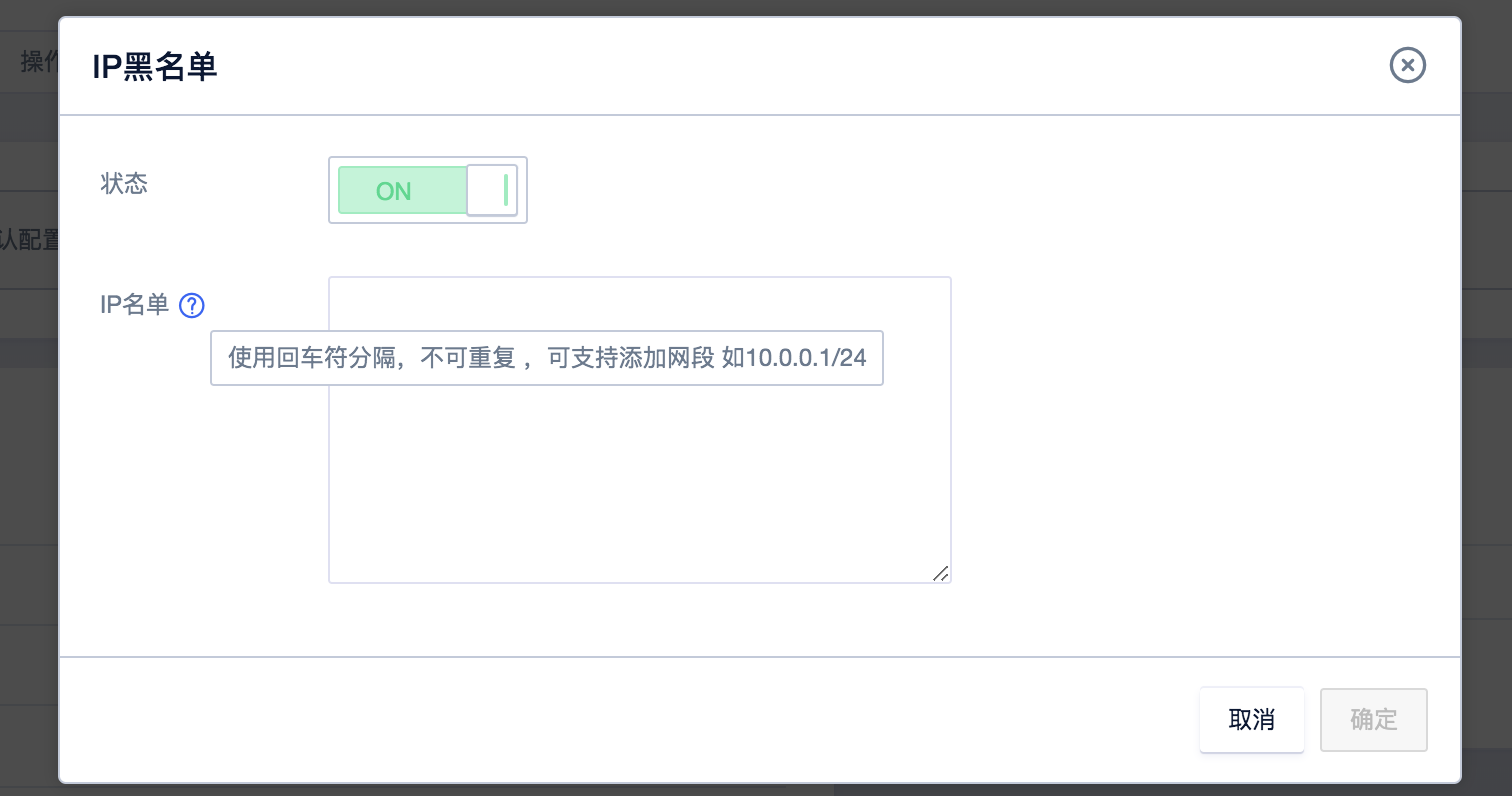 操作
IP黑名单
状态
ON
认配置
IP名单
?
使用回车符分隔，不可重复 ，可支持添加网段 如10.0.0.1/24
取消
确定